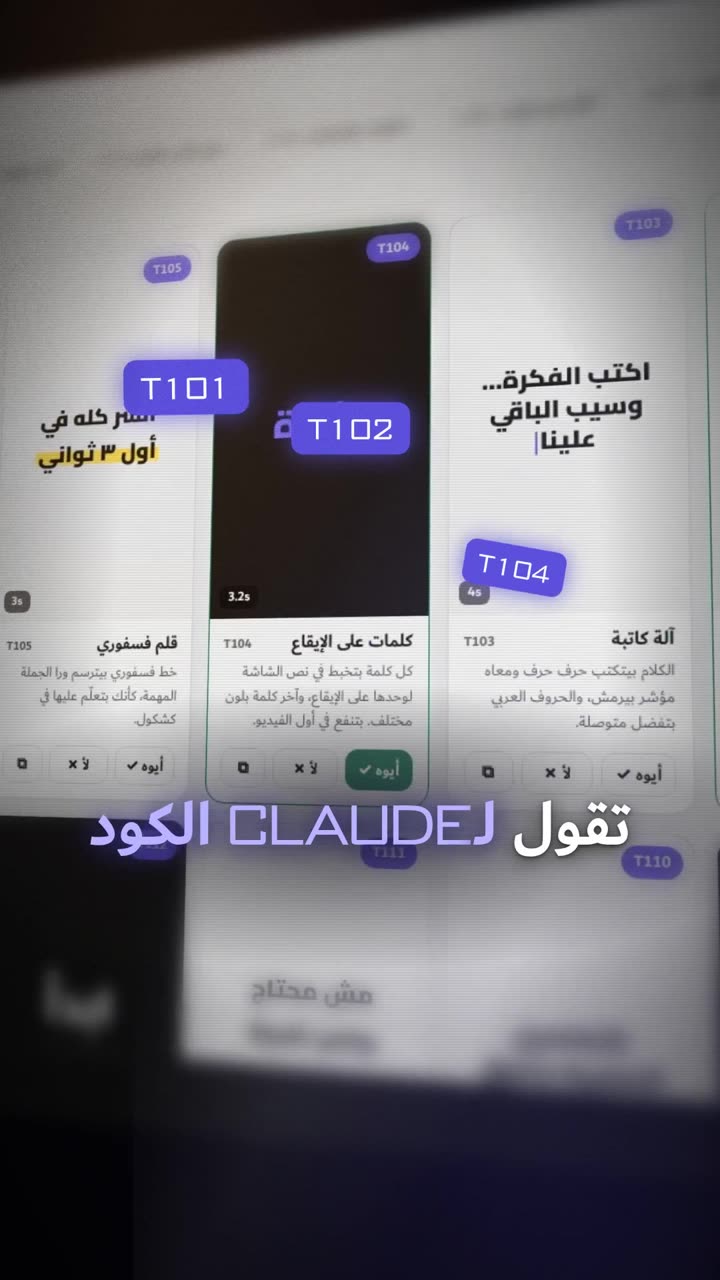 T103
T104
T105
T101
T102
اكتب الفكرة...
وسيب الباقي
علينا
كله في
أول ٣ ثواني
T104
4s
3.2s
3s
آلة كاتبة
T103
الكلام بيتكتب حرف حرف ومعاه
مؤشر بيرمش، والحروف العربي
بتفضل متوصلة.
كلمات على الإيقاع
T104
كل كلمة بتخبط في نص الشاشة
لوحدها على الإيقاع، وآخر كلمة بلون
مختلف. بتنفع في أول الفيديو.
قلم فسفوري
T105
خط فسفوري بيترسم ورا الجملة
المهمة، كأنك بتعلّم عليها في
كشكول.
أيوه ✓
لأ ✕
أيوه ✓
لأ ✕
أيوه ✓
لأ ✕
تقول لـCLAUDE الكود
T110
T111
مش محتاج